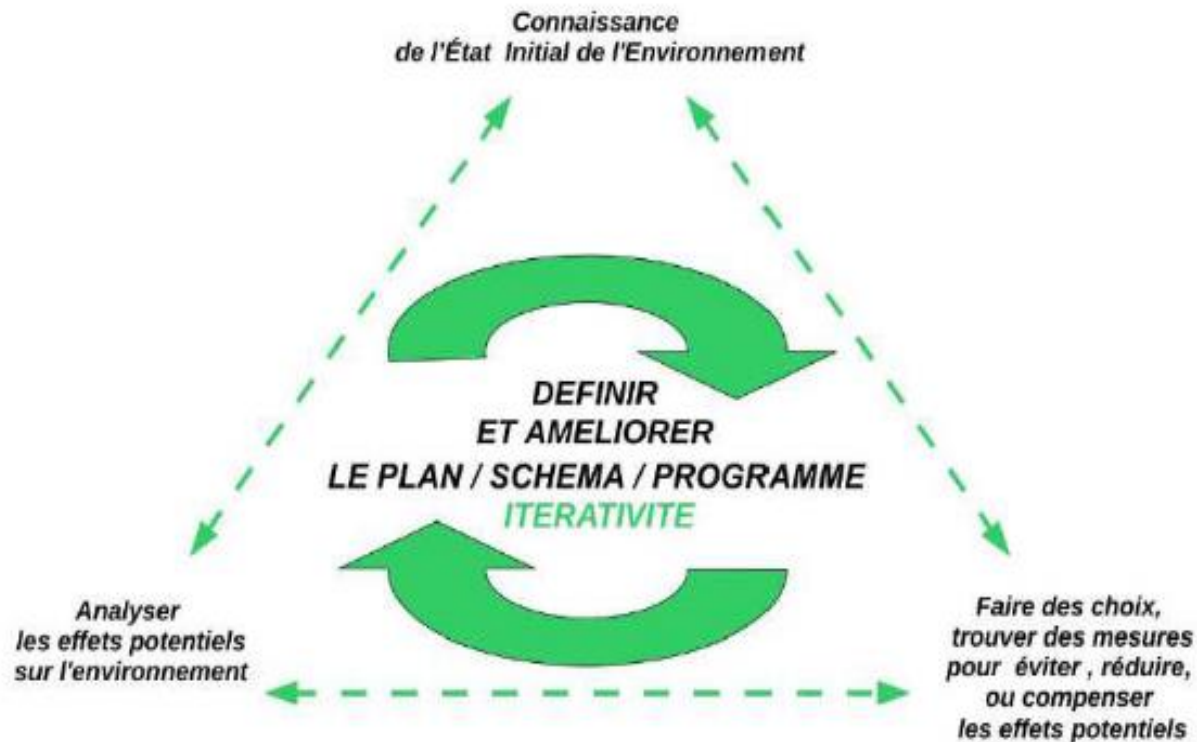 Connaissance
de l'État Initial de l'Environnement
DEFINIR
ET AMELIORER
LE PLAN / SCHEMA / PROGRAMME
ITERATIVITE
Analyser
les effets potentiels
sur l'environnement
Faire des choix,
trouver des mesures
pour éviter , réduire,
ou compenser
les effets potentiels